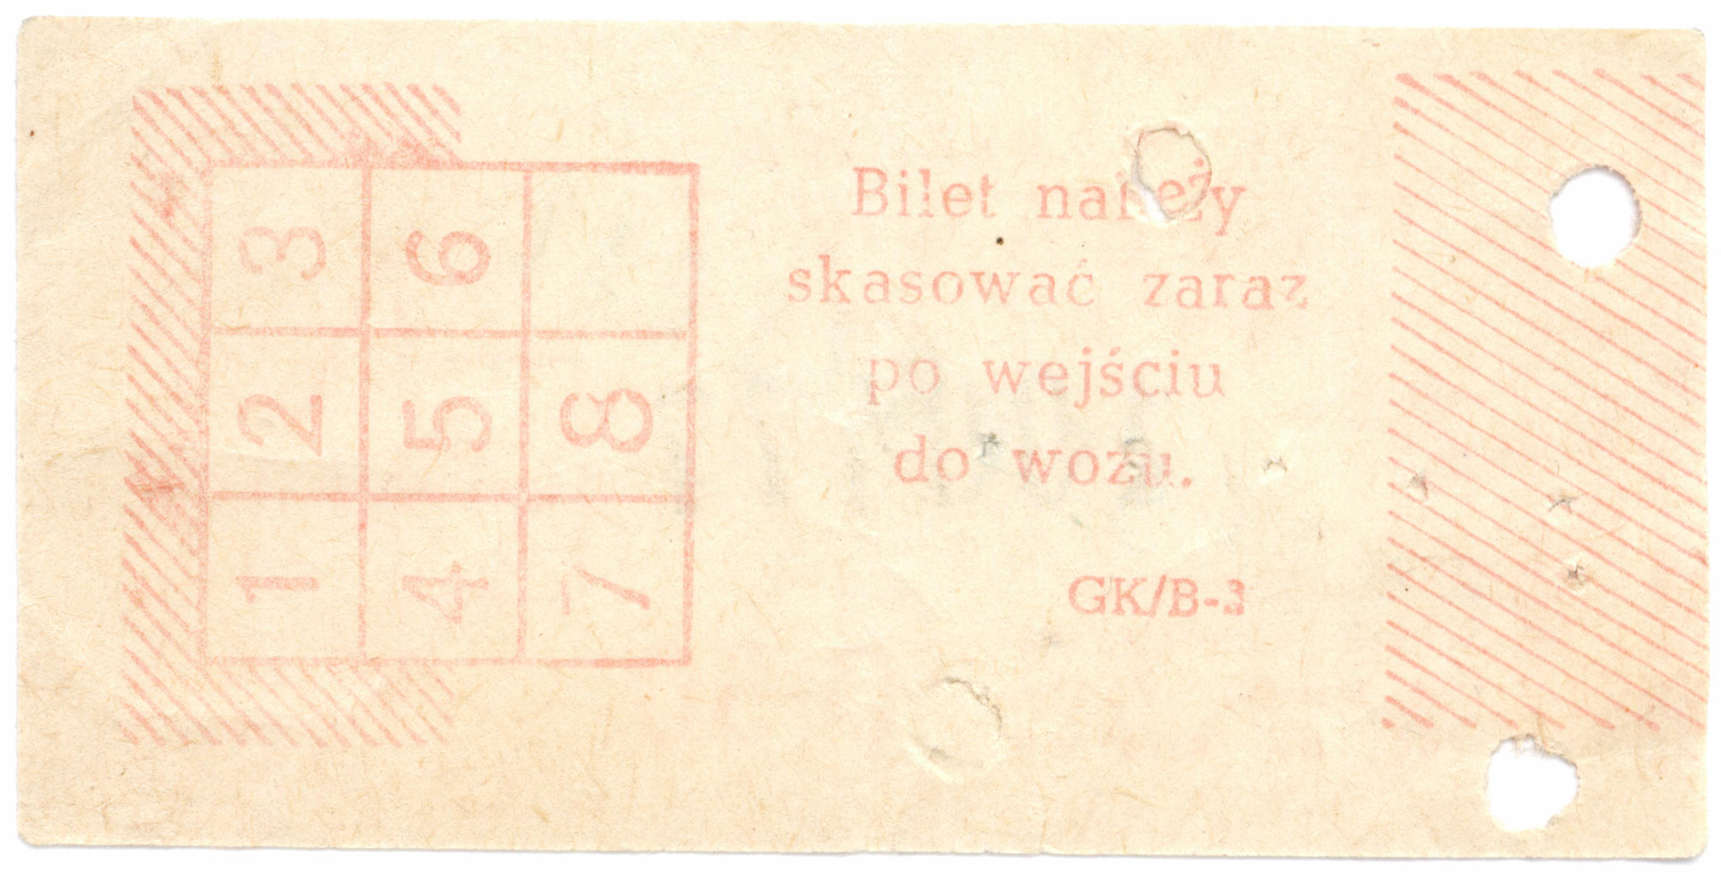 3 6
2 5 8
1 4 7
Bilet należy
skasować zaraz
po wejściu
do wozu.
GK/B-3